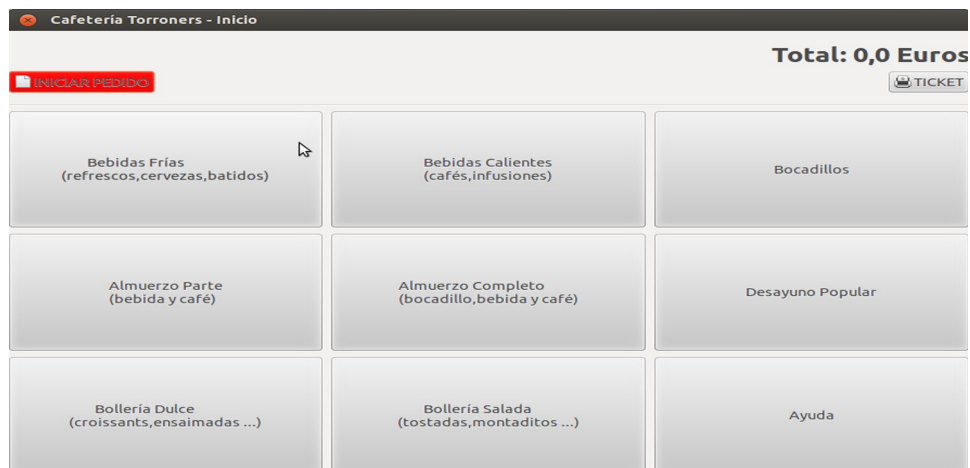 Cafetería Torroners - Inicio
Total: 0,0 Euros
INICIAR PEDIDO
TICKET
Bebidas Frías
(refrescos,cervezas,batidos)
Bebidas Calientes
(cafés,infusiones)
Bocadillos
Almuerzo Parte
(bebida y café)
Almuerzo Completo
(bocadillo,bebida y café)
Desayuno Popular
Bollería Dulce
(croissants,ensaimadas ...)
Bollería Salada
(tostadas,montaditos ...)
Ayuda